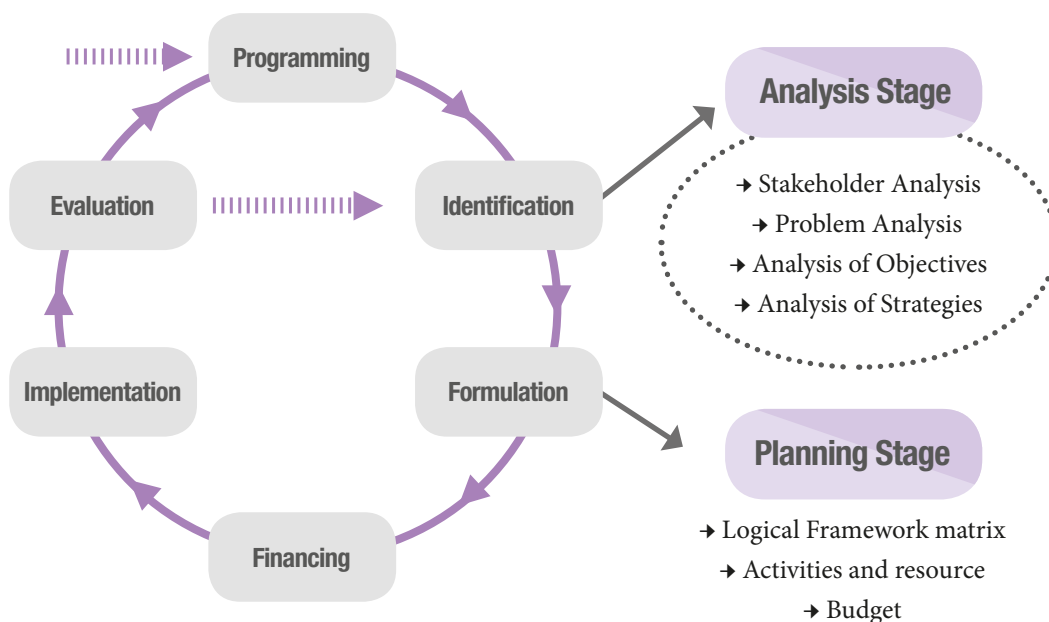 Programming
Analysis Stage
Evaluation
Identification
→ Stakeholder Analysis
→ Problem Analysis
→ Analysis of Objectives
→ Analysis of Strategies
Implementation
Formulation
Planning Stage
Financing
→ Logical Framework matrix
→ Activities and resource
→ Budget